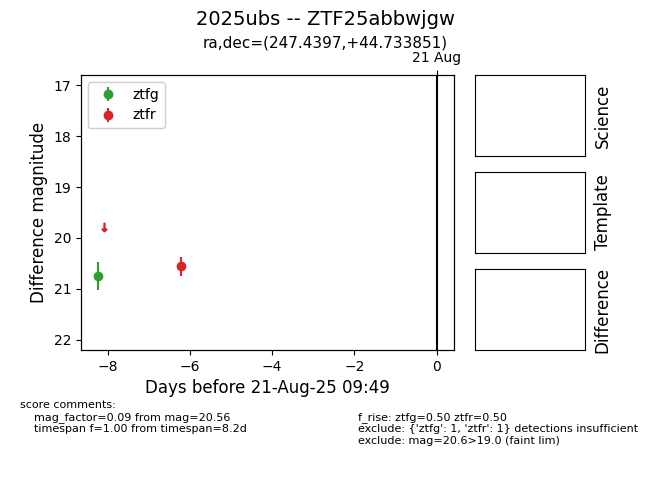 2025ubs -- ZTF25abbwjgw
ra,dec=(247.4397,+44.733851)
21 Aug
ztfg
ztfr
17
18
19
20
21
22
Difference magnitude
−8
−6
−4
−2
0
Days before 21-Aug-25 09:49
Science
Template
Difference
score comments:
mag_factor=0.09 from mag=20.56
timespan f=1.00 from timespan=8.2d
f_rise: ztfg=0.50 ztfr=0.50
exclude: {'ztfg': 1, 'ztfr': 1} detections insufficient
exclude: mag=20.6>19.0 (faint lim)